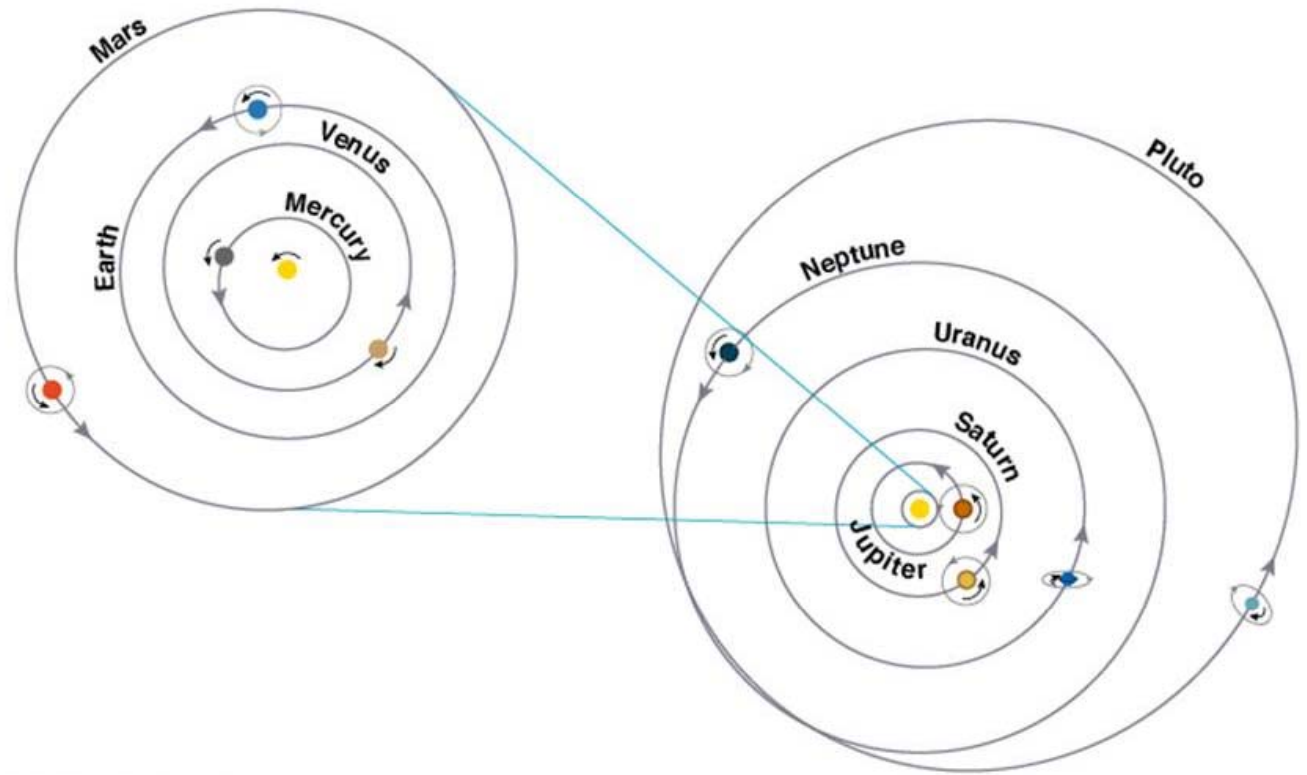 Mars
Venus
Mercury
Earth
Pluto
Neptune
Uranus
Saturn
Jupiter